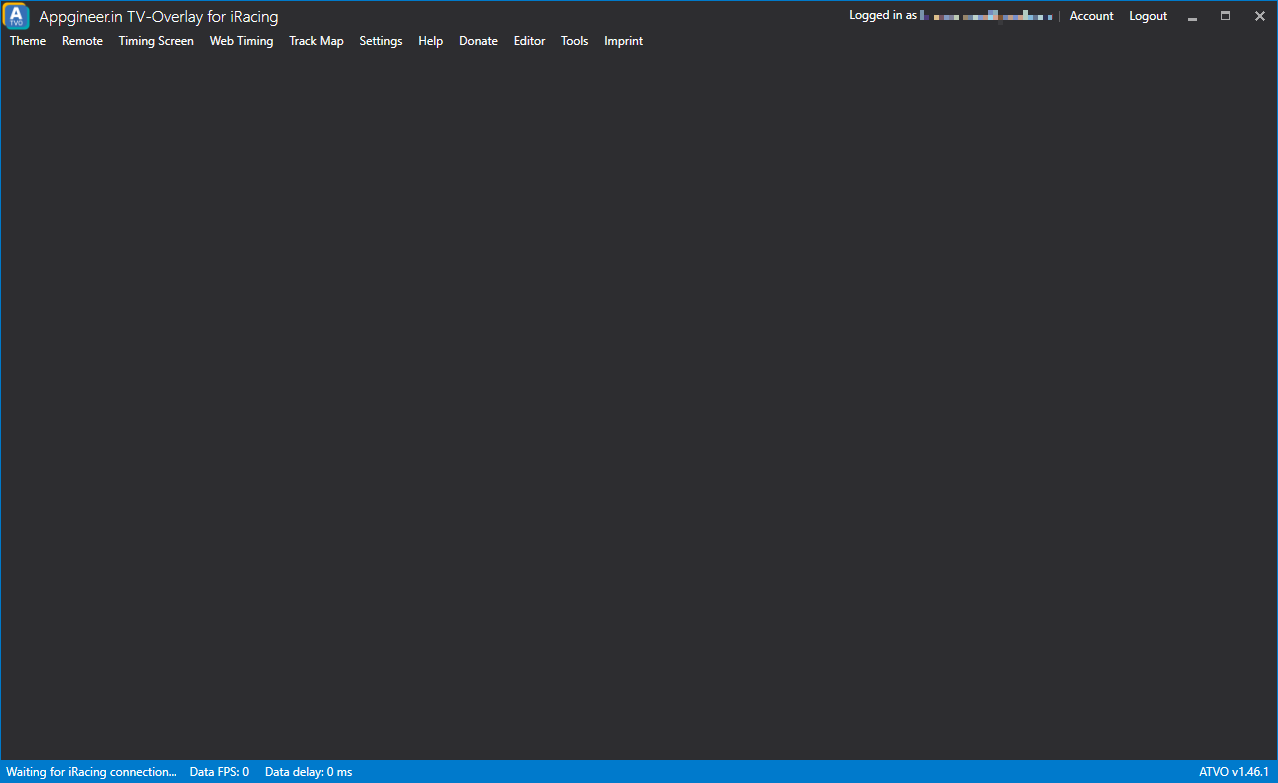 A
TVO
Appgineer.in TV-Overlay for iRacing
Logged in as
Account
Logout
Theme Remote Timing Screen Web Timing Track Map Settings Help Donate Editor Tools Imprint
Waiting for iRacing connection... Data FPS: 0 Data delay: 0 ms
ATVO v1.46.1